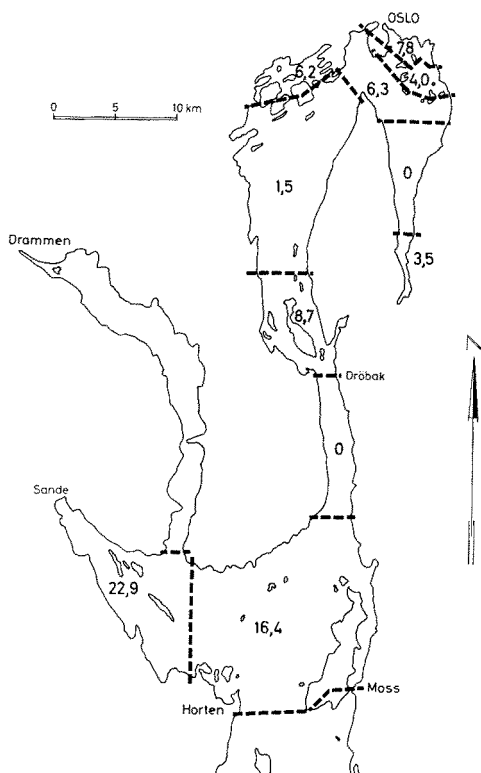 OSLO
7,8
6,2
4,0
6,3
0 5 10 km
1,5
0
Drammen
3,5
8,7
Dröbak
0
Sande
22,9
16,4
Moss
Horten
N